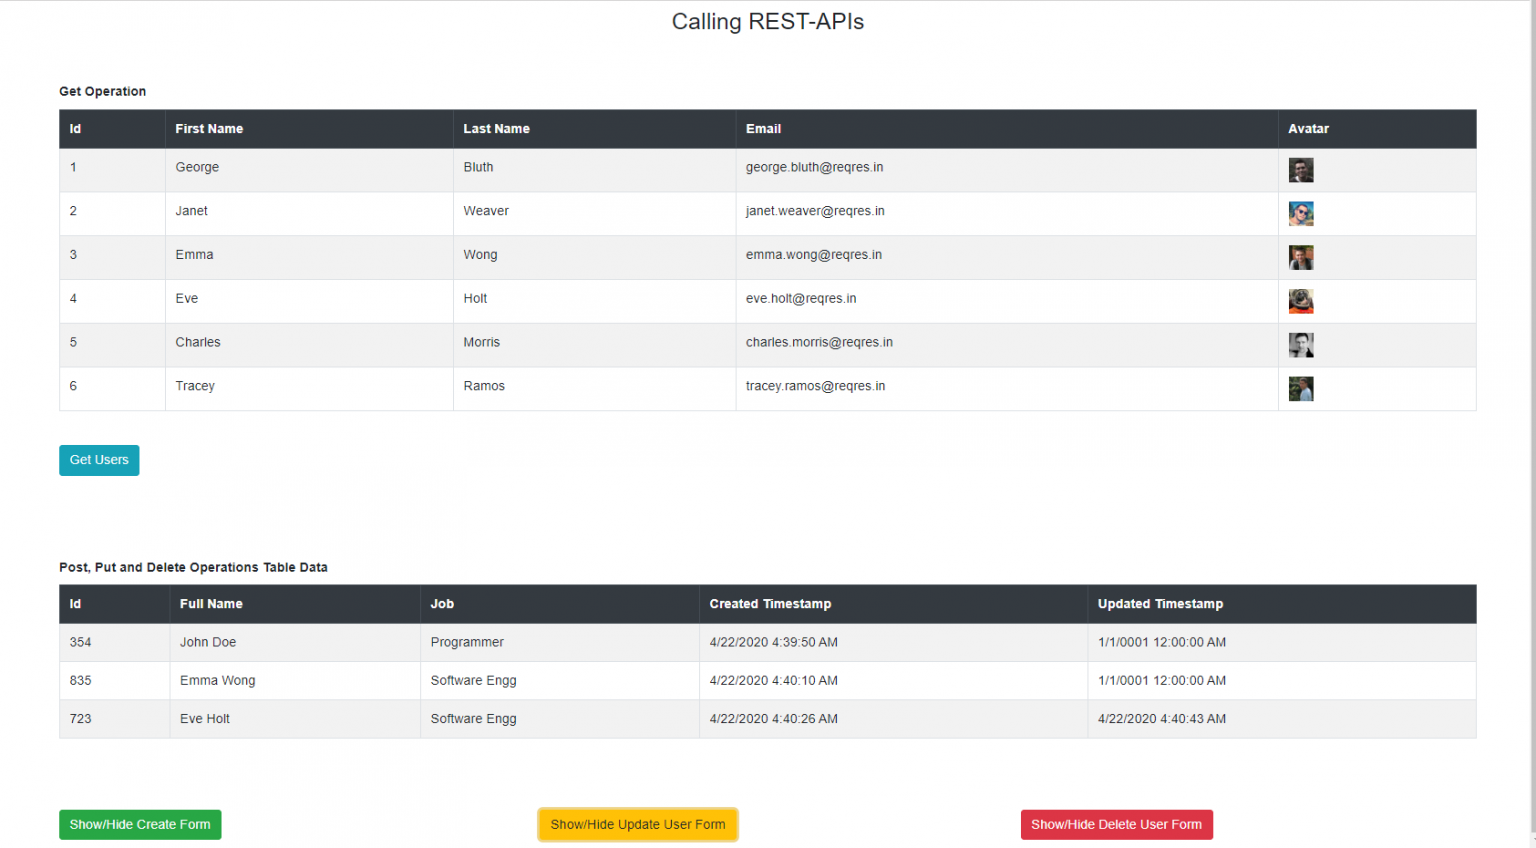 Calling REST-APIs
Get Operation
Id First Name Last Name Email Avatar
1 George Bluth george.bluth@reqres.in
2 Janet Weaver janet.weaver@reqres.in
3 Emma Wong emma.wong@reqres.in
4 Eve Holt eve.holt@reqres.in
5 Charles Morris charles.morris@reqres.in
6 Tracey Ramos tracey.ramos@reqres.in
Get Users
Post, Put and Delete Operations Table Data
Id Full Name Job Created Timestamp Updated Timestamp
354 John Doe Programmer 4/22/2020 4:39:50 AM 1/1/0001 12:00:00 AM
835 Emma Wong Software Engg 4/22/2020 4:40:10 AM 1/1/0001 12:00:00 AM
723 Eve Holt Software Engg 4/22/2020 4:40:26 AM 4/22/2020 4:40:43 AM
Show/Hide Create Form Show/Hide Update User Form Show/Hide Delete User Form